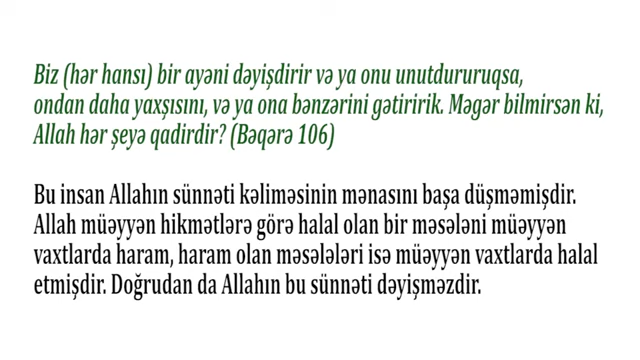 Biz (hər hansı) bir ayəni dəyişdirir və ya onu unutdururuqsa,
ondan daha yaxşısını, və ya ona bənzərini gətiririk. Məgər bilmirsən ki,
Allah hər şeyə qadirdir? (Bəqərə 106)
Bu insan Allahın sünnəti kəliməsinin mənasını başa düşməmişdir.
Allah müəyyən hikmətlərə görə halal olan bir məsələni müəyyən
vaxtlarda haram, haram olan məsələləri isə müəyyən vaxtlarda halal
etmişdir. Doğrudan da Allahın bu sünnəti dəyişməzdir.